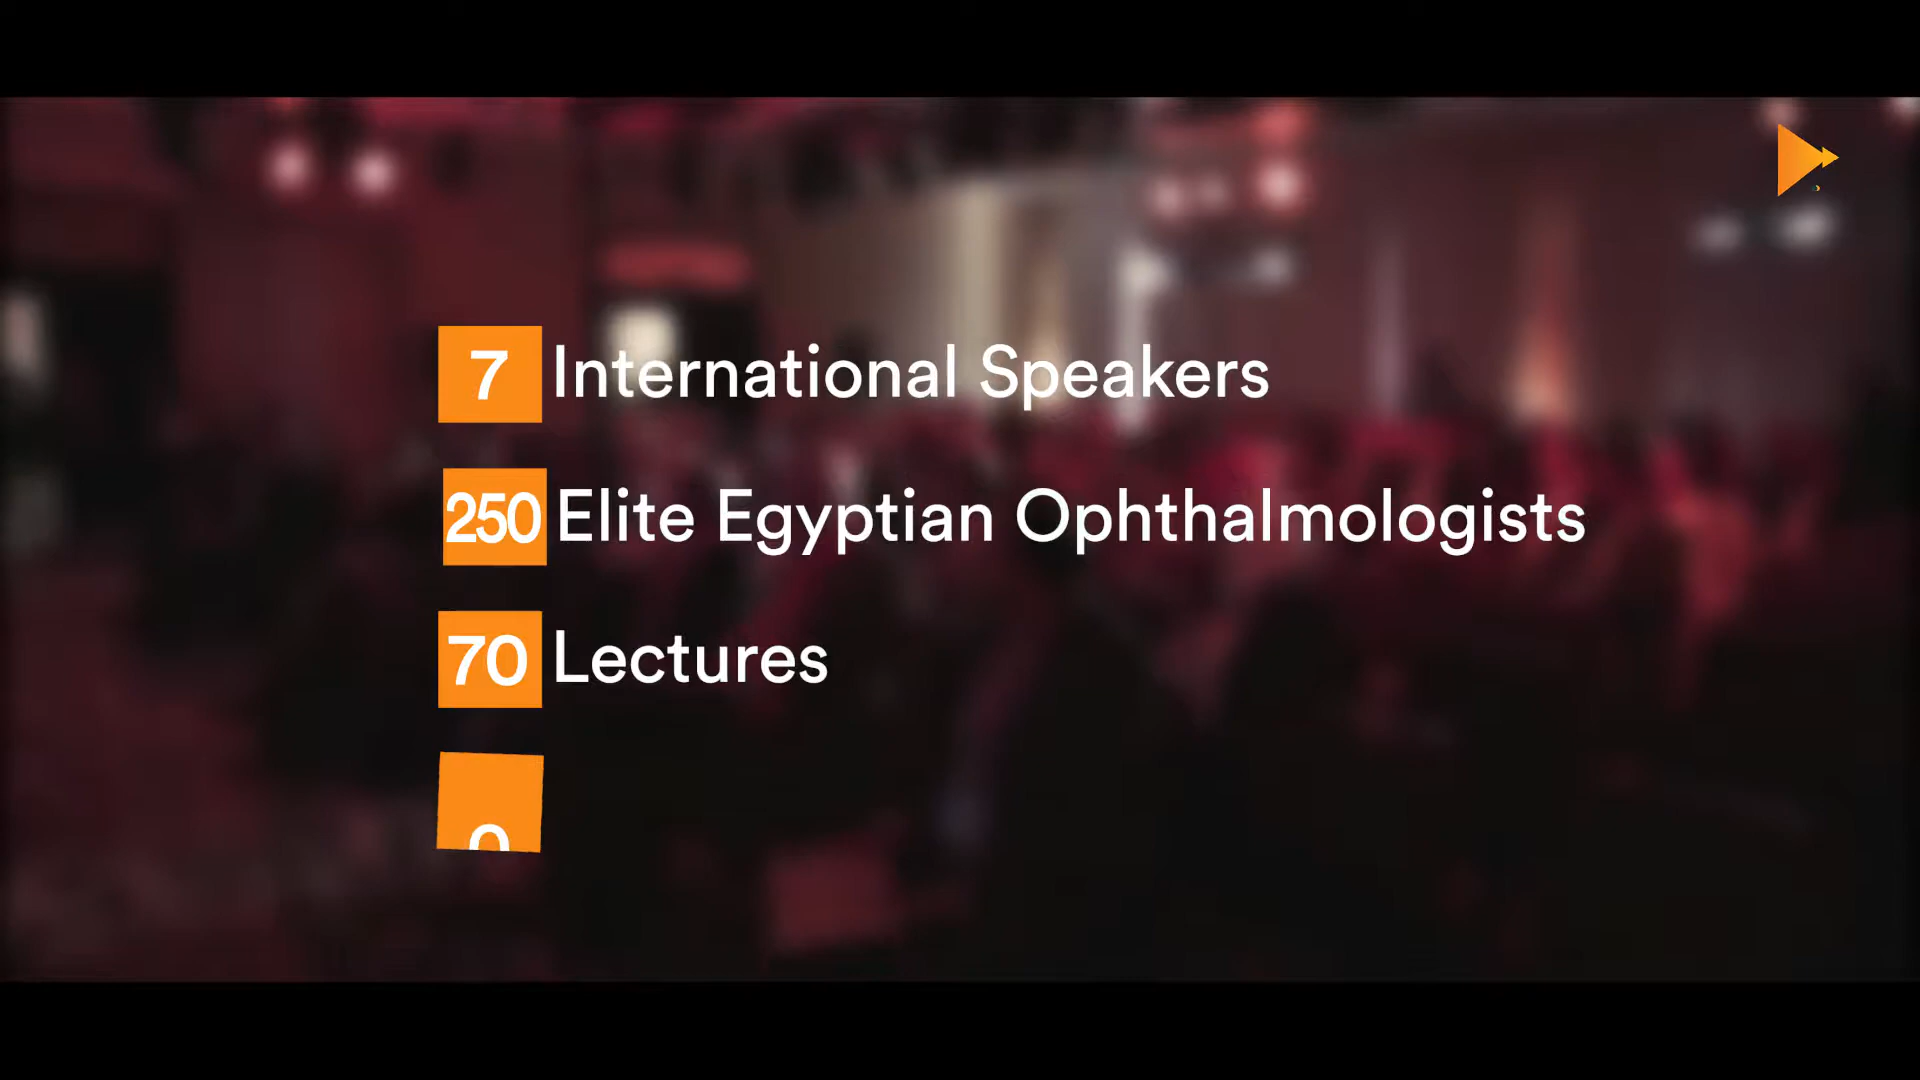 7 International Speakers
250 Elite Egyptian Ophthalmologists
70 Lectures